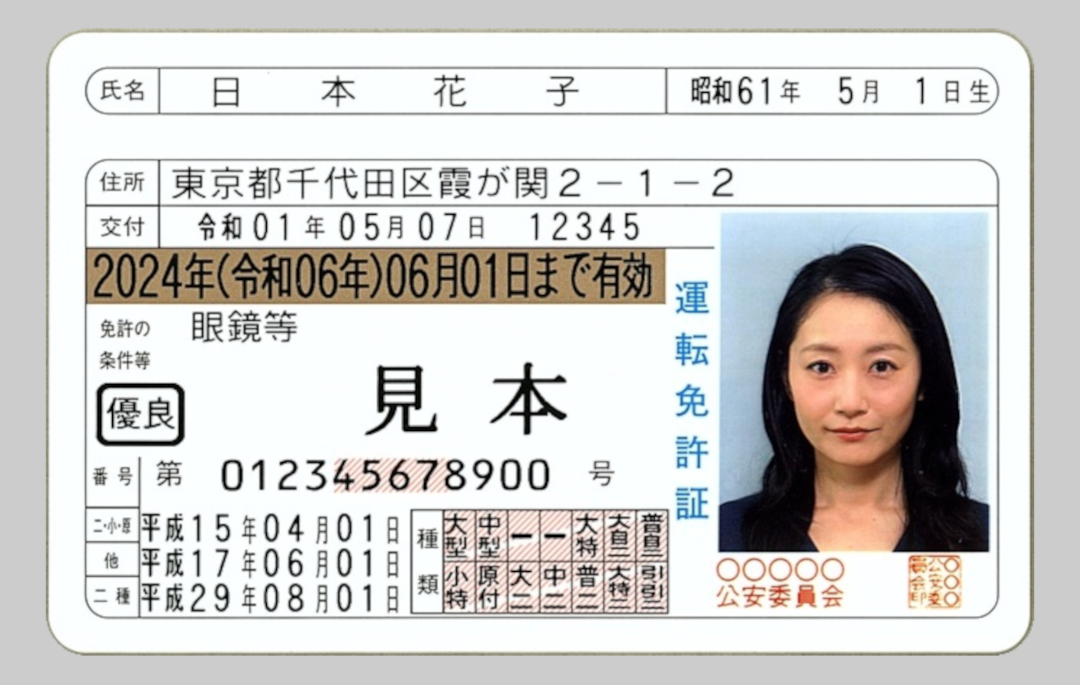 氏名 日本花子 昭和61年 5月 1日生
住所 東京都千代田区霞が関2-1-2
交付 令和01年05月07日 12345
2024年(令和06年)06月01日まで有効
免許の
条件等
眼鏡等
優良
見本
番号 第 012345678900 号
二・小・原 平成15年04月01日
他 平成17年06月01日
二種 平成29年08月01日
種類
大型 中型 ー ー 大特 大自二 普自二
小特 原付 大二 中二 普二 大特二 引引二
運転免許証
○○○○○
公安委員会
○○○公安委員会印